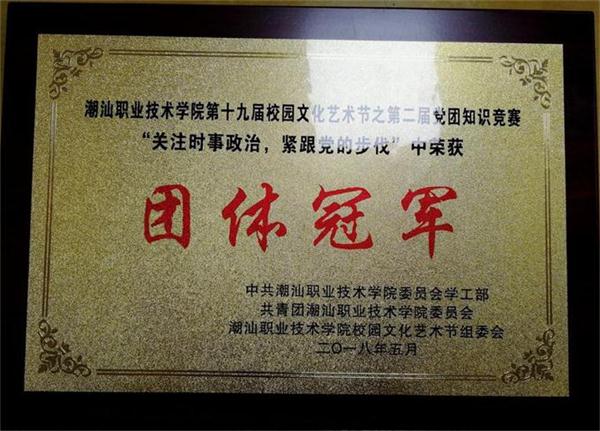 潮汕职业技术学院第十九届校园文化艺术节之第二届党团知识竞赛
“关注时事政治，紧跟党的步伐”中荣获
团体冠军
中共潮汕职业技术学院委员会学工部
共青团潮汕职业技术学院委员会
潮汕职业技术学院校园文化艺术节组委会
二〇一八年五月